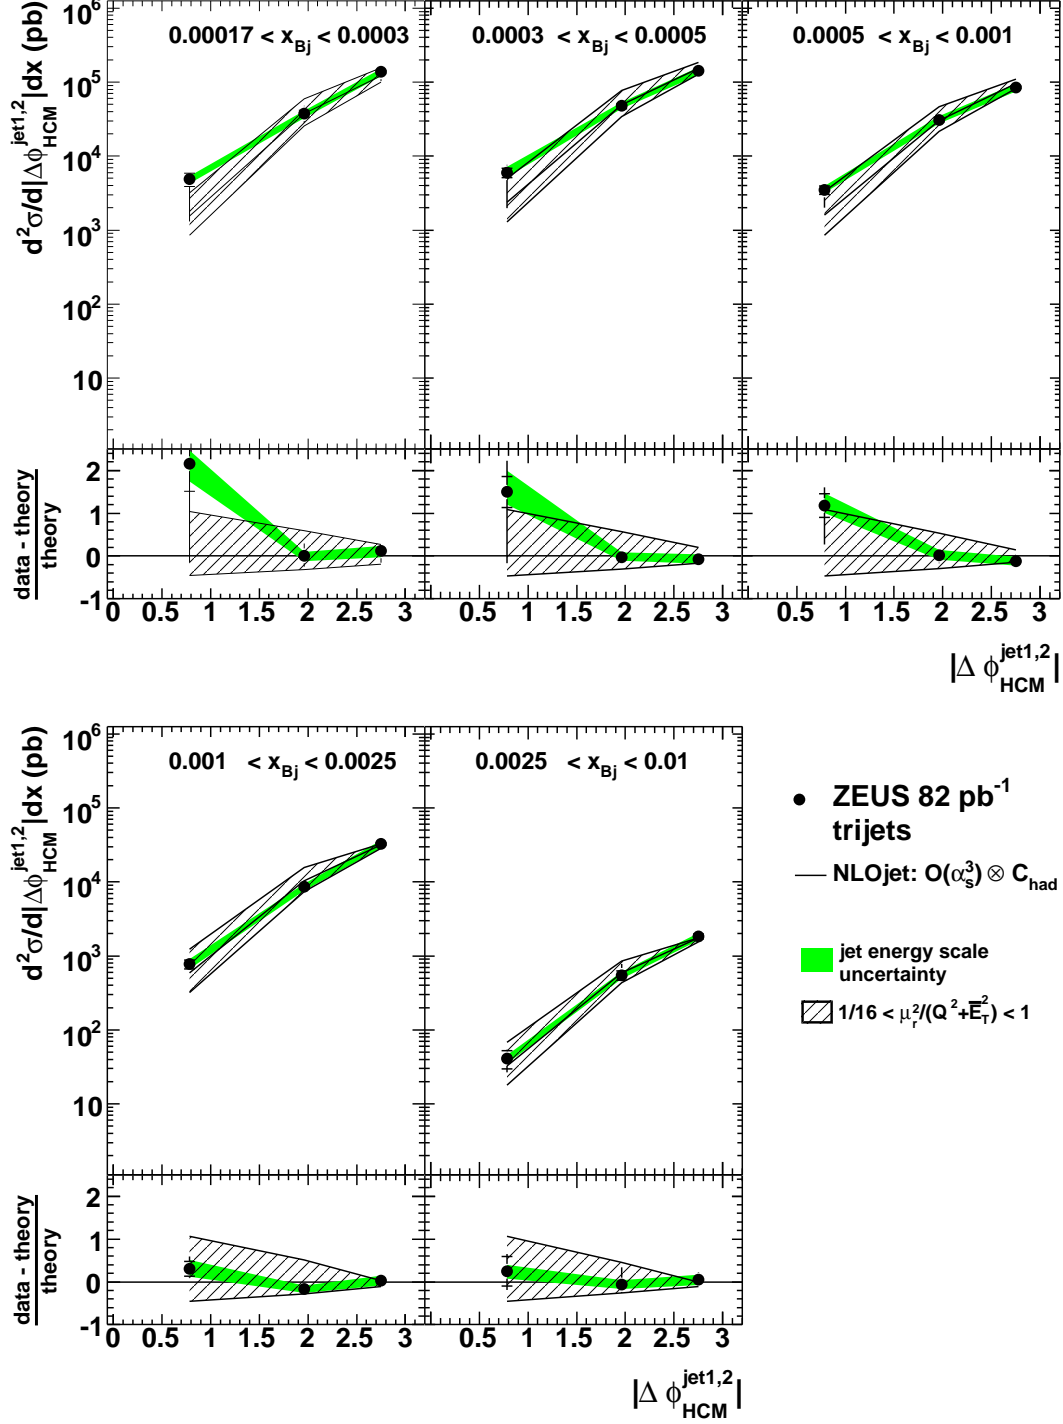 0.00017 < x_Bj < 0.0003
0.0003 < x_Bj < 0.0005
0.0005 < x_Bj < 0.001
d²σ/d|Δϕ_HCM^jet1,2|dx (pb)
10⁶
10⁵
10⁴
10³
10²
10
data - theory
theory
2
1
0
-1
0 0.5 1 1.5 2 2.5 3
0.5 1 1.5 2 2.5 3
0.5 1 1.5 2 2.5 3
|Δ ϕ_HCM^jet1,2|
0.001 < x_Bj < 0.0025
0.0025 < x_Bj < 0.01
d²σ/d|Δϕ_HCM^jet1,2|dx (pb)
10⁶
10⁵
10⁴
10³
10²
10
data - theory
theory
2
1
0
-1
0 0.5 1 1.5 2 2.5 3
0.5 1 1.5 2 2.5 3
|Δ ϕ_HCM^jet1,2|
ZEUS 82 pb⁻¹
trijets
NLOjet: O(α_s³) ⊗ C_had
jet energy scale
uncertainty
1/16 < μ_r²/(Q²+E̅_T²) < 1